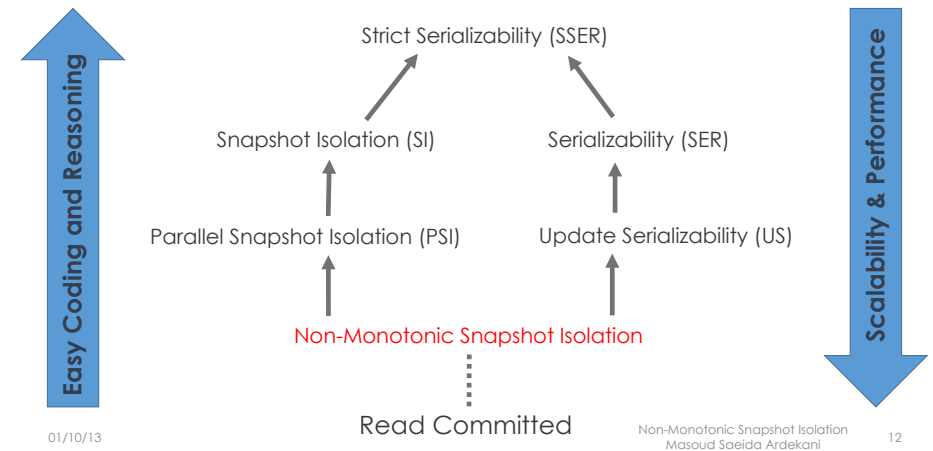 Strict Serializability (SSER)
Easy Coding and Reasoning
Scalability & Performance
Snapshot Isolation (SI)
Serializability (SER)
Parallel Snapshot Isolation (PSI)
Update Serializability (US)
Non-Monotonic Snapshot Isolation
Read Committed
01/10/13
Non-Monotonic Snapshot Isolation
Masoud Saeida Ardekani
12